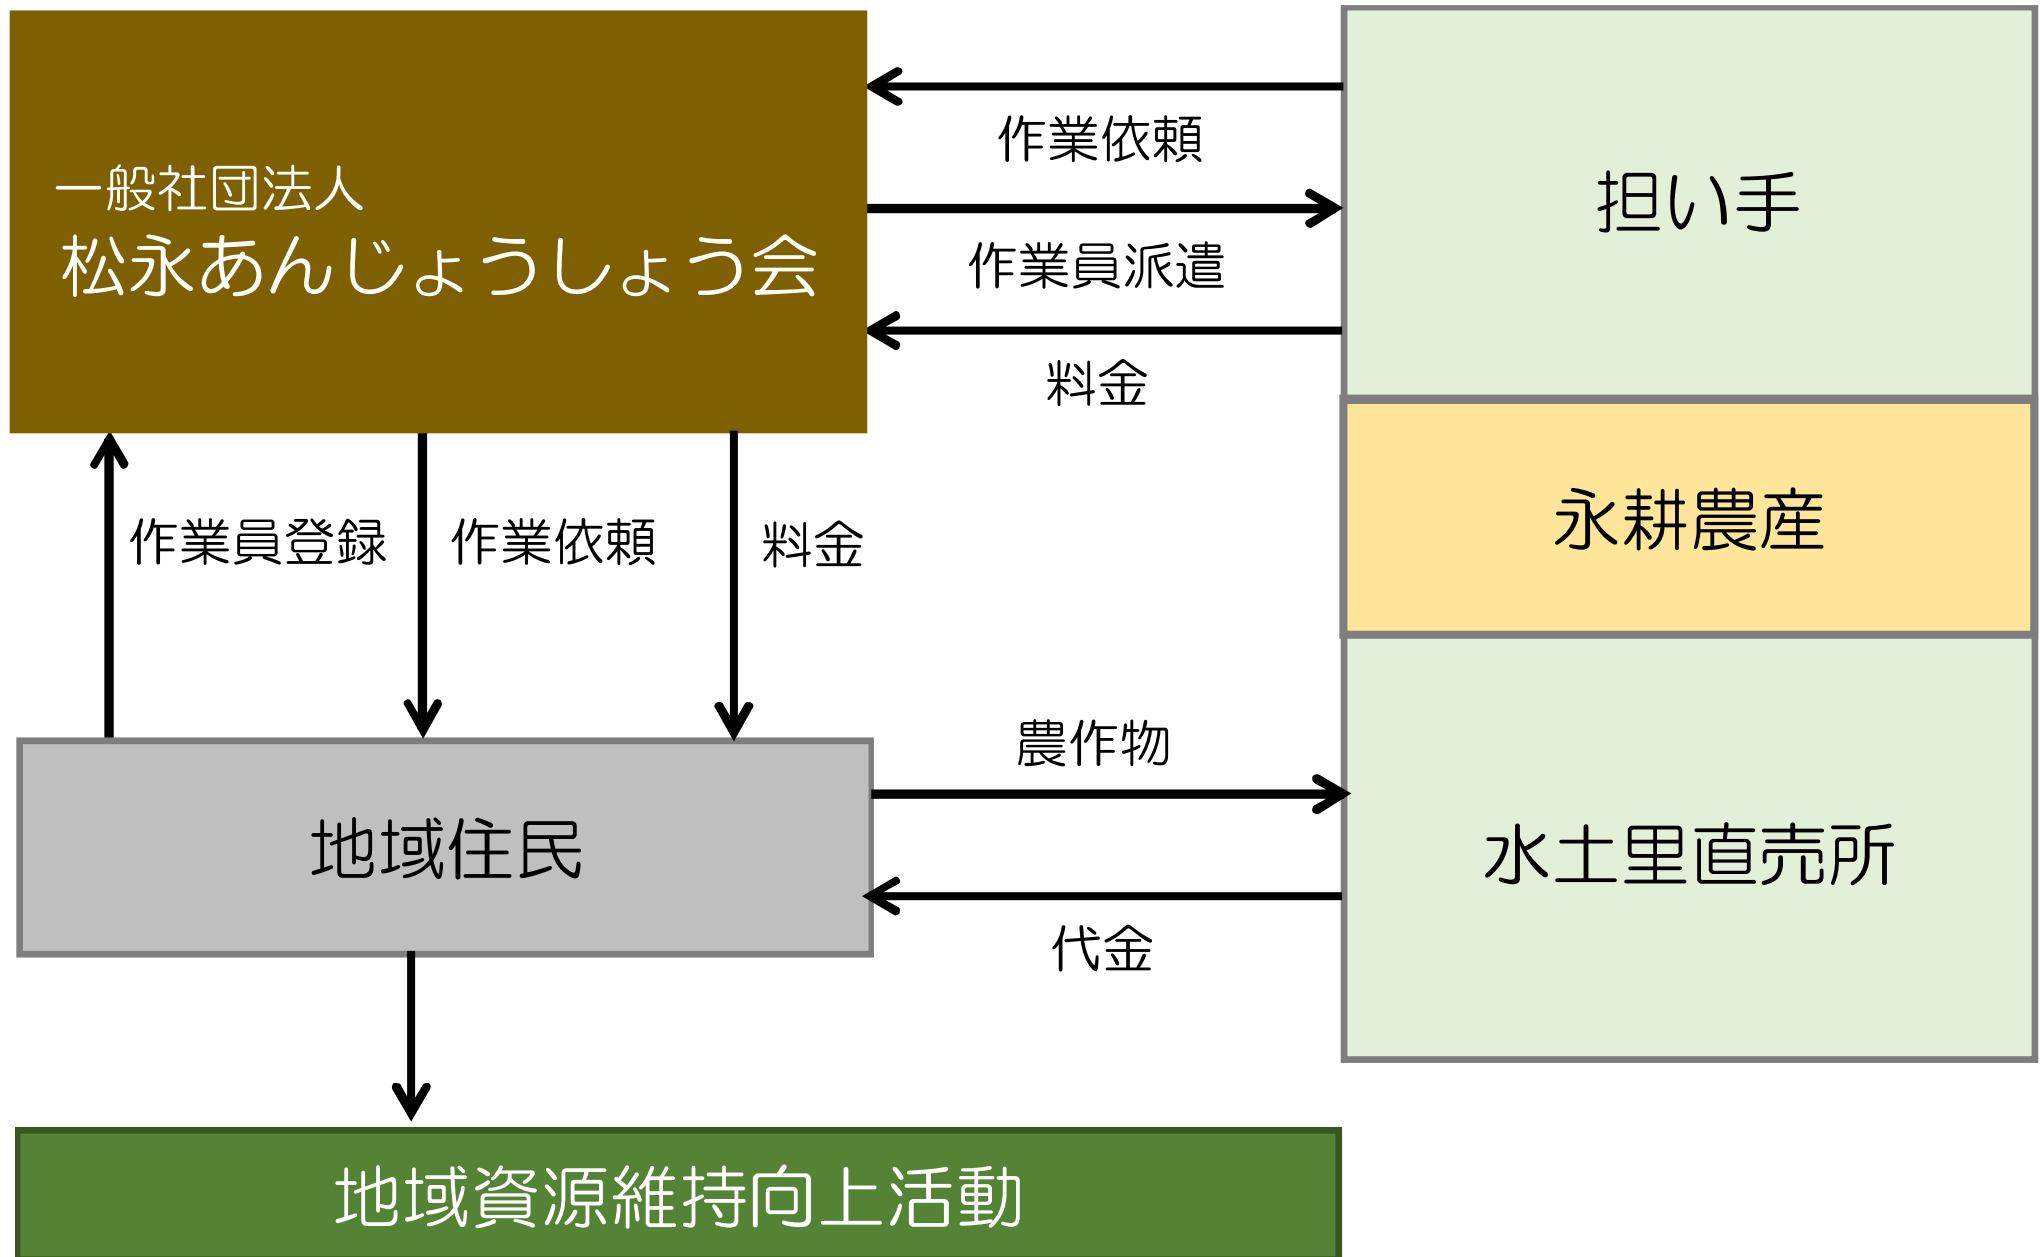 一般社団法人
松永あんじょうしょう会
作業依頼
作業員派遣
料金
担い手
永耕農産
作業員登録
作業依頼
料金
農作物
代金
地域住民
水土里直売所
地域資源維持向上活動